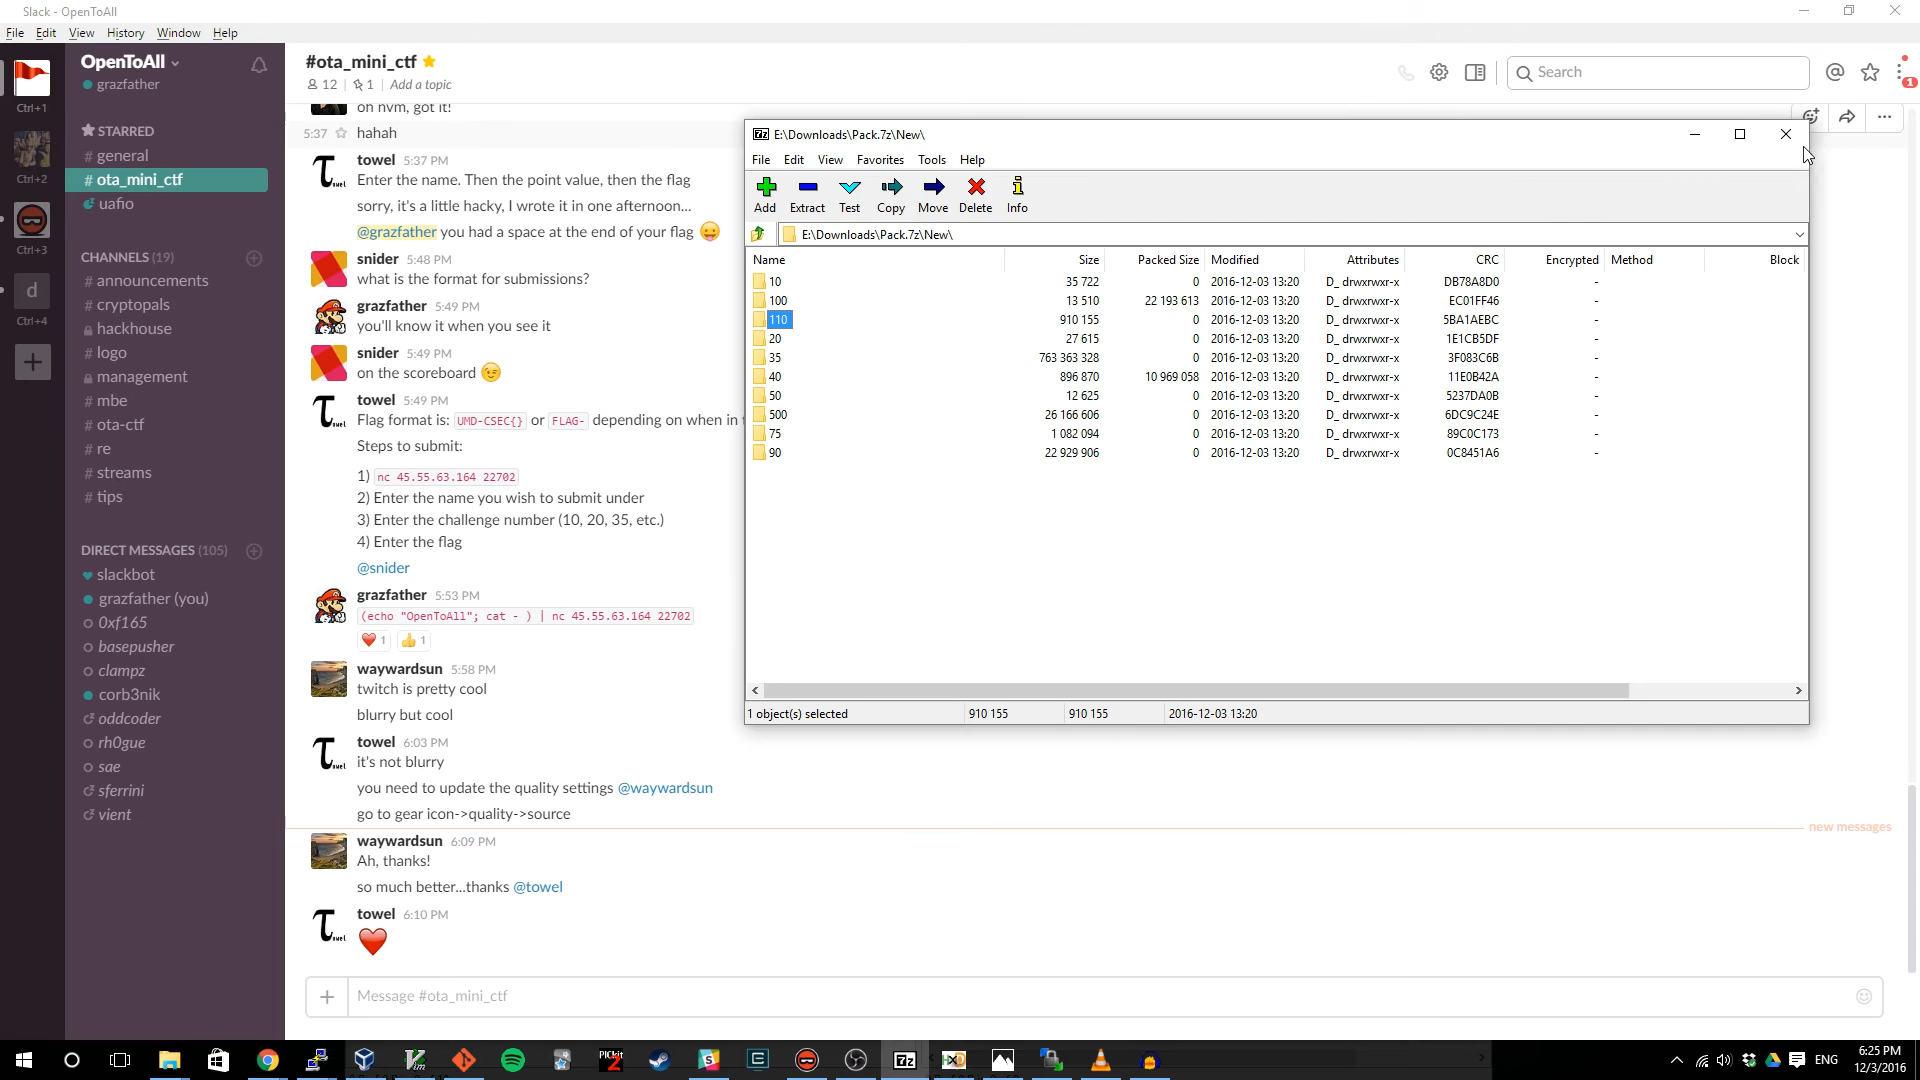 Slack - OpenToAll
File Edit View History Window Help
OpenToAll
grazfather
Ctrl+1
Ctrl+2
Ctrl+3
d
Ctrl+4
STARRED
# general
# ota_mini_ctf
uafio
CHANNELS (19)
# announcements
# cryptopals
hackhouse
# logo
management
mbe
# ota-ctf
# re
# streams
# tips
DIRECT MESSAGES (105)
slackbot
grazfather (you)
0xf165
basepusher
clampz
corb3nik
oddcoder
rh0gue
sae
sferrini
vient
#ota_mini_ctf
12 | 1 | Add a topic
Search
1
oh nvm, got it!
5:37 hahah
towel 5:37 PM
Enter the name. Then the point value, then the flag
sorry, it's a little hacky, I wrote it in one afternoon...
@grazfather you had a space at the end of your flag
snider 5:48 PM
what is the format for submissions?
grazfather 5:49 PM
you'll know it when you see it
snider 5:49 PM
on the scoreboard
towel 5:49 PM
Flag format is: UMD-CSEC{} or FLAG- depending on when in
Steps to submit:
1) nc 45.55.63.164 22702
2) Enter the name you wish to submit under
3) Enter the challenge number (10, 20, 35, etc.)
4) Enter the flag
@snider
grazfather 5:53 PM
(echo "OpenToAll"; cat - ) | nc 45.55.63.164 22702
1 1
waywardsun 5:58 PM
twitch is pretty cool
blurry but cool
towel 6:03 PM
it's not blurry
you need to update the quality settings @waywardsun
go to gear icon->quality->source
new messages
waywardsun 6:09 PM
Ah, thanks!
so much better...thanks @towel
towel 6:10 PM
Message #ota_mini_ctf
7z E:\Downloads\Pack.7z\New\
File Edit View Favorites Tools Help
Add Extract Test Copy Move Delete Info
E:\Downloads\Pack.7z\New\
Name Size Packed Size Modified Attributes CRC Encrypted Method Block
10 35 722 0 2016-12-03 13:20 D_ drwxrwxr-x DB78A8D0 -
100 13 510 22 193 613 2016-12-03 13:20 D_ drwxrwxr-x EC01FF46 -
110 910 155 0 2016-12-03 13:20 D_ drwxrwxr-x 5BA1AEBC -
20 27 615 0 2016-12-03 13:20 D_ drwxrwxr-x 1E1CB5DF -
35 763 363 328 0 2016-12-03 13:20 D_ drwxrwxr-x 3F083C6B -
40 896 870 10 969 058 2016-12-03 13:20 D_ drwxrwxr-x 11E0B42A -
50 12 625 0 2016-12-03 13:20 D_ drwxrwxr-x 5237DA0B -
500 26 166 606 0 2016-12-03 13:20 D_ drwxrwxr-x 6DC9C24E -
75 1 082 094 0 2016-12-03 13:20 D_ drwxrwxr-x 89C0C173 -
90 22 929 906 0 2016-12-03 13:20 D_ drwxrwxr-x 0C8451A6 -
1 object(s) selected 910 155 910 155 2016-12-03 13:20
ENG
6:25 PM
12/3/2016